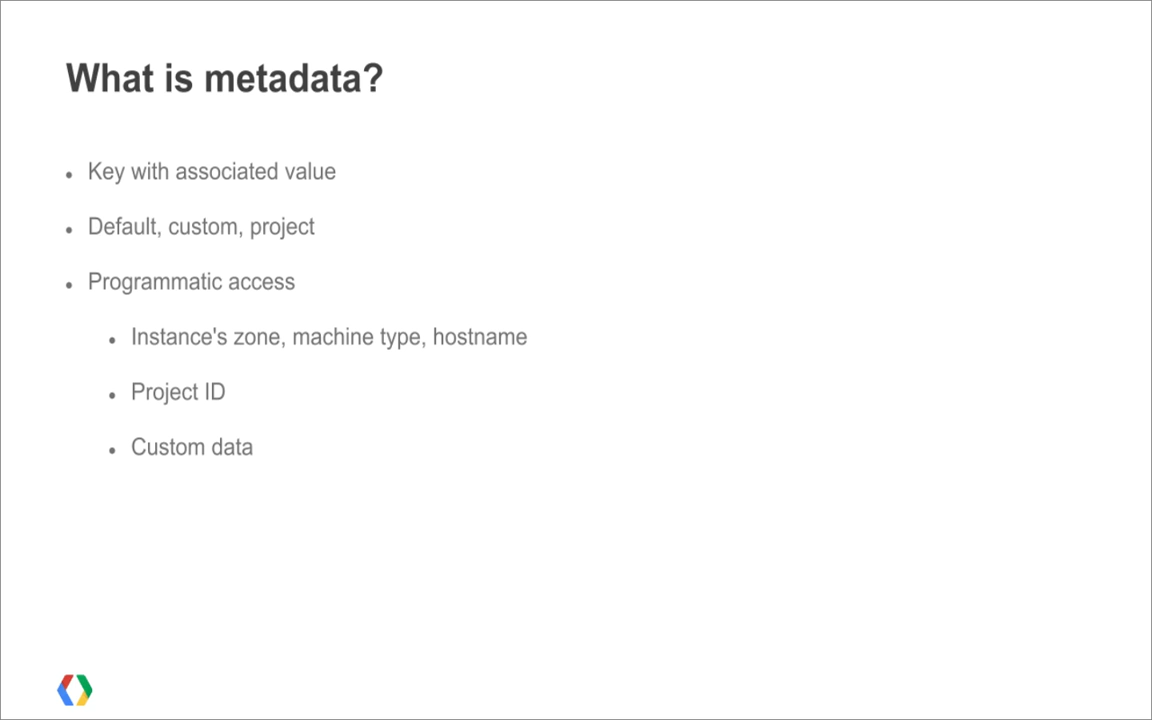 What is metadata?
Key with associated value
Default, custom, project
Programmatic access
Instance's zone, machine type, hostname
Project ID
Custom data